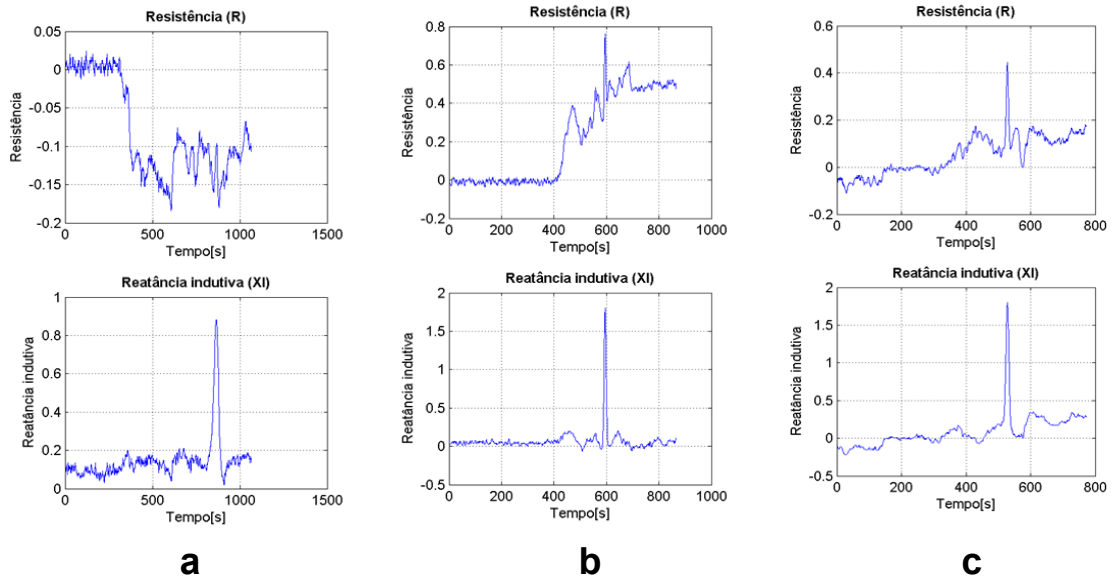 Resistência (R)
0.05
0
-0.05
-0.1
-0.15
-0.2
Resistência
0 500 1000 1500
Tempo[s]
Resistência (R)
0.8
0.6
0.4
0.2
0
-0.2
Resistência
0 200 400 600 800 1000
Tempo[s]
Resistência (R)
0.6
0.4
0.2
0
-0.2
Resistência
0 200 400 600 800
Tempo[s]
Reatância indutiva (XI)
1
0.8
0.6
0.4
0.2
0
Reatância indutiva
0 500 1000 1500
Tempo[s]
Reatância indutiva (XI)
2
1.5
1
0.5
0
-0.5
Reatância indutiva
0 200 400 600 800 1000
Tempo[s]
Reatância indutiva (XI)
2
1.5
1
0.5
0
-0.5
Reatância indutiva
0 200 400 600 800
Tempo[s]
a b c